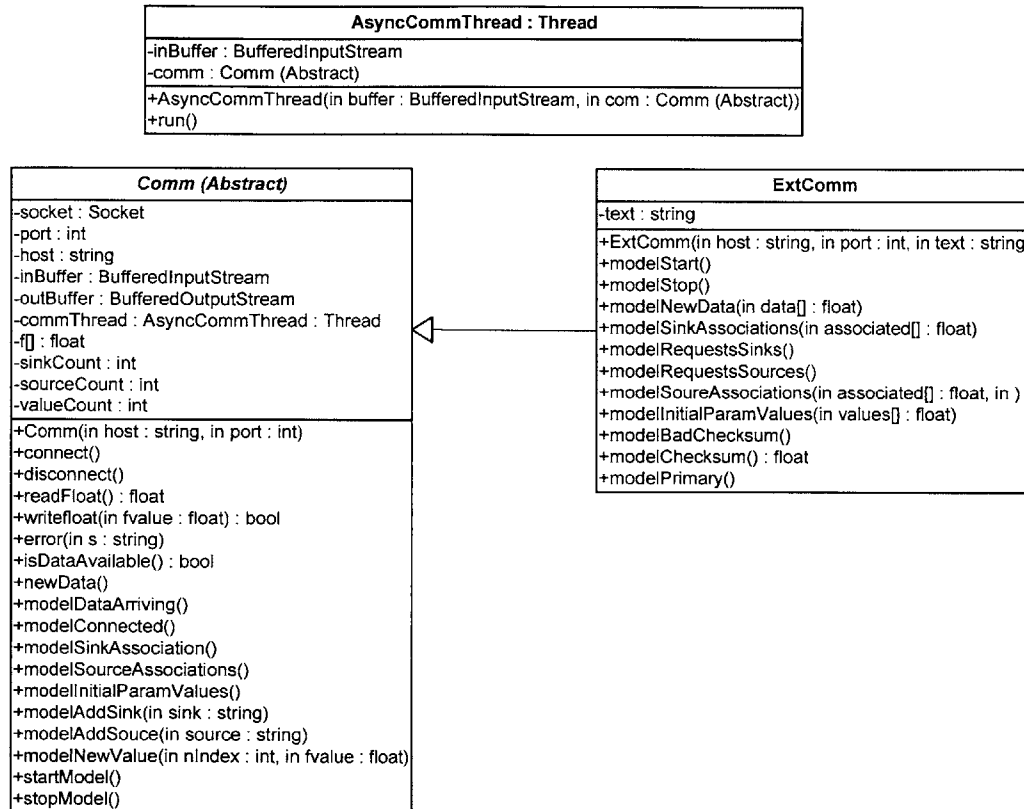 AsyncCommThread : Thread
-inBuffer : BufferedInputStream
-comm : Comm (Abstract)
+AsyncCommThread(in buffer : BufferedInputStream, in com : Comm (Abstract))
+run()
Comm (Abstract)
-socket : Socket
-port : int
-host : string
-inBuffer : BufferedInputStream
-outBuffer : BufferedOutputStream
-commThread : AsyncCommThread : Thread
-f[] : float
-sinkCount : int
-sourceCount : int
-valueCount : int
+Comm(in host : string, in port : int)
+connect()
+disconnect()
+readFloat() : float
+writefloat(in fvalue : float) : bool
+error(in s : string)
+isDataAvailable() : bool
+newData()
+modelDataArriving()
+modelConnected()
+modelSinkAssociation()
+modelSourceAssociations()
+modelInitialParamValues()
+modelAddSink(in sink : string)
+modelAddSouce(in source : string)
+modelNewValue(in nIndex : int, in fvalue : float)
+startModel()
+stopModel()
ExtComm
-text : string
+ExtComm(in host : string, in port : int, in text : string
+modelStart()
+modelStop()
+modelNewData(in data[] : float)
+modelSinkAssociations(in associated[] : float)
+modelRequestsSinks()
+modelRequestsSources()
+modelSoureAssociations(in associated[] : float, in )
+modelInitialParamValues(in values[] : float)
+modelBadChecksum()
+modelChecksum() : float
+modelPrimary()